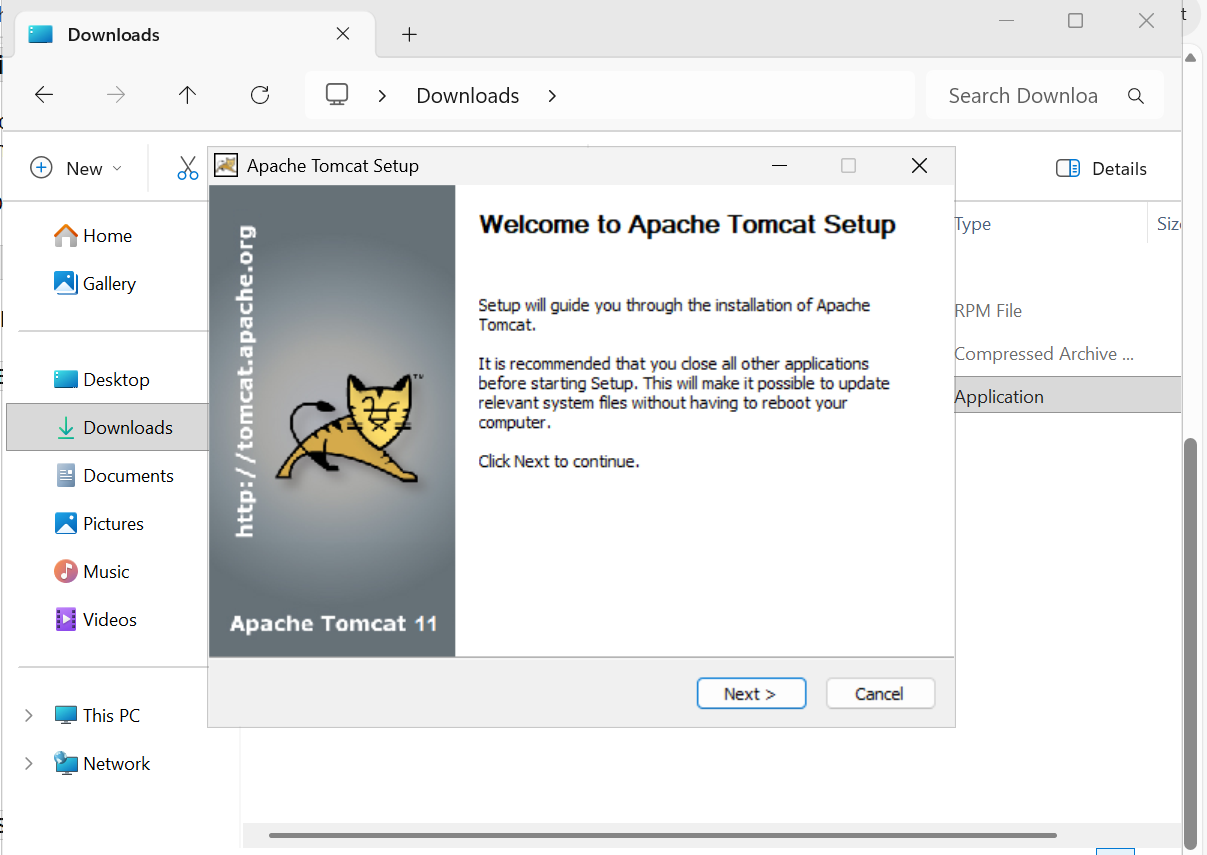 Downloads
Downloads
Search Downloa
New
Apache Tomcat Setup
Details
Home
Gallery
Desktop
Downloads
Documents
Pictures
Music
Videos
This PC
Network
http://tomcat.apache.org
Apache Tomcat 11
Welcome to Apache Tomcat Setup
Setup will guide you through the installation of Apache
Tomcat.
It is recommended that you close all other applications
before starting Setup. This will make it possible to update
relevant system files without having to reboot your
computer.
Click Next to continue.
Next >
Cancel
Type
RPM File
Compressed Archive ...
Application